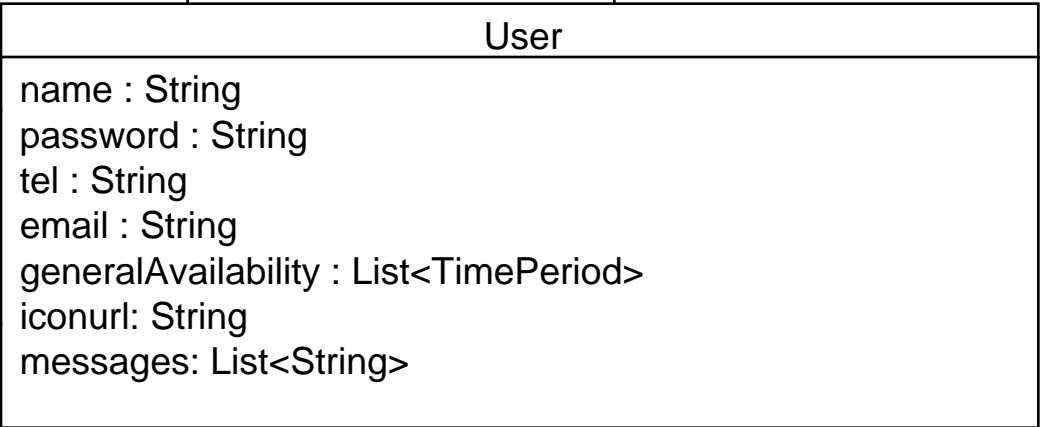 User
name : String
password : String
tel : String
email : String
generalAvailability : List<TimePeriod>
iconurl: String
messages: List<String>